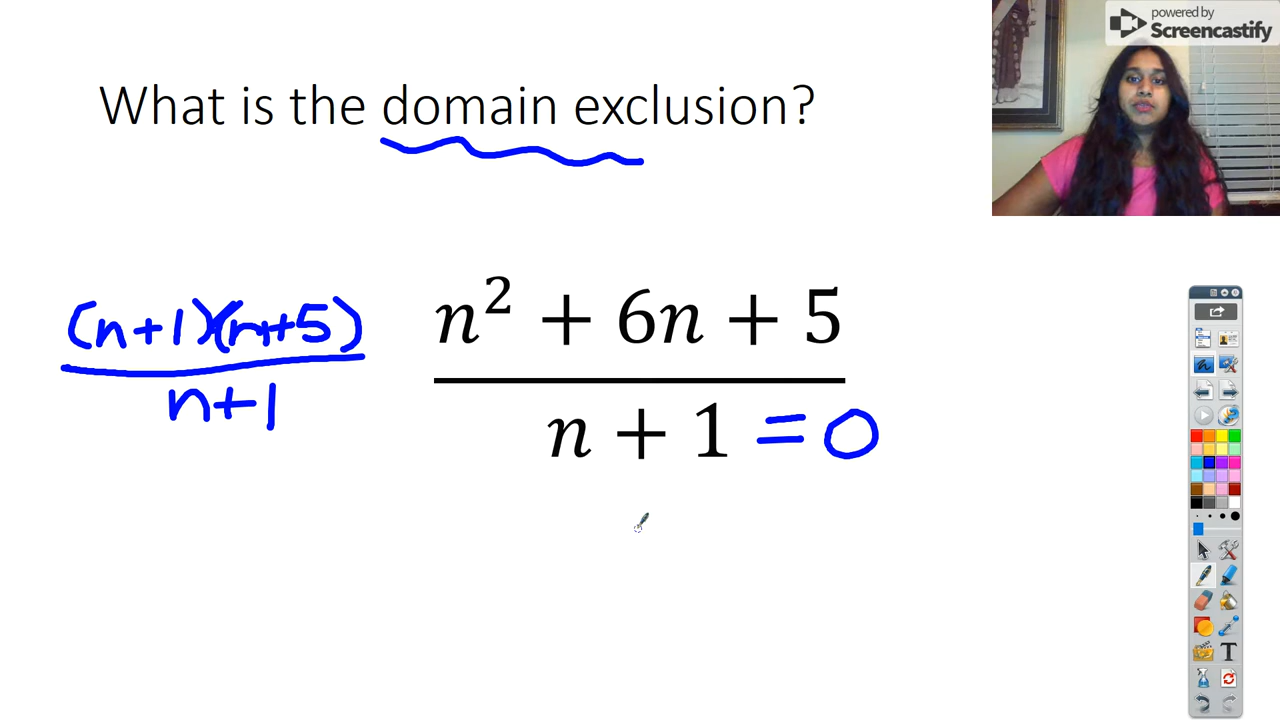 powered by
Screencastify
What is the domain exclusion?
(n+1)(n+5)
n+1
n² + 6n + 5
n + 1 = 0
T